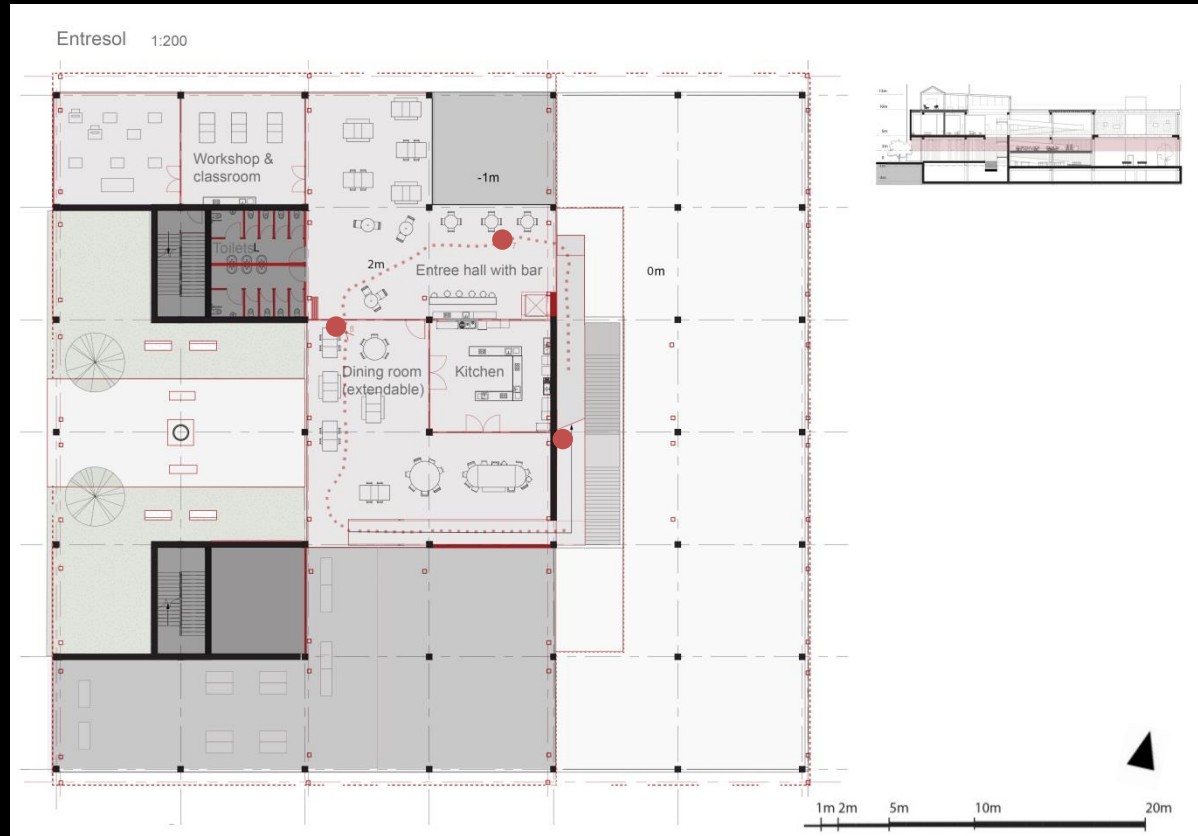 Entresol 1:200
Workshop &
classroom
-1m
Toilets
L
2m
Entree hall with bar
0m
Dining room
(extendable)
Kitchen
1m 2m 5m 10m 20m